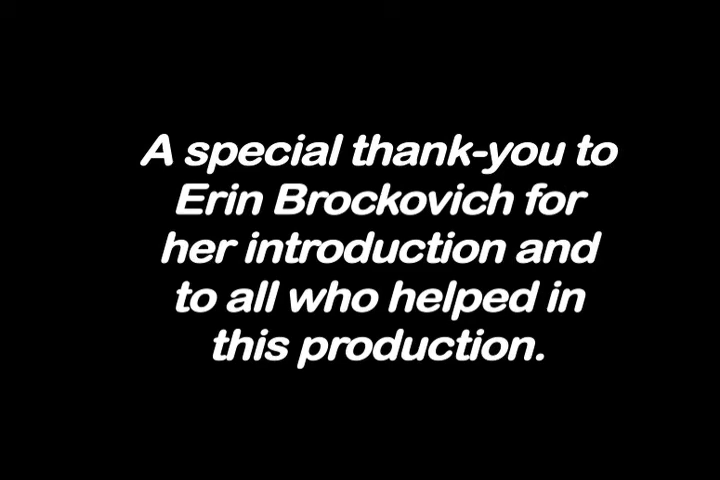 A special thank-you to
Erin Brockovich for
her introduction and
to all who helped in
this production.